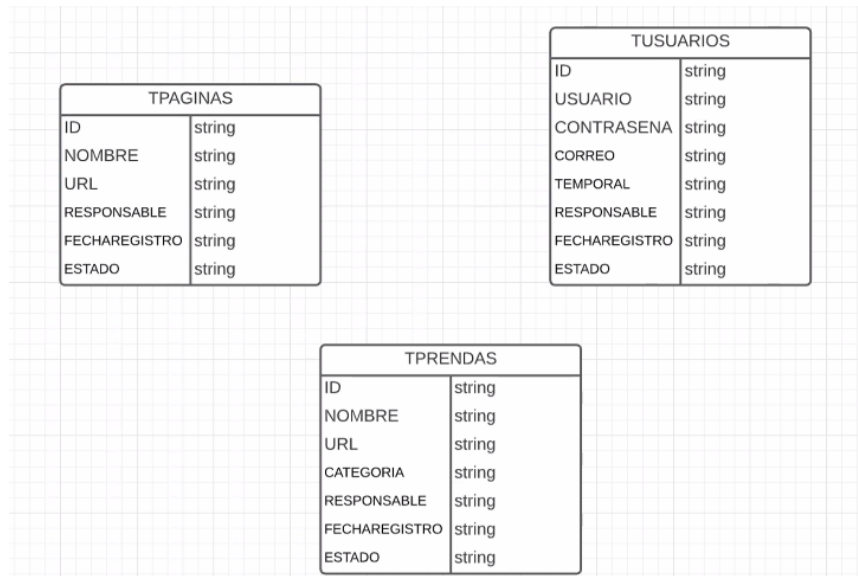 TPAGINAS
ID string
NOMBRE string
URL string
RESPONSABLE string
FECHAREGISTRO string
ESTADO string
TUSUARIOS
ID string
USUARIO string
CONTRASENA string
CORREO string
TEMPORAL string
RESPONSABLE string
FECHAREGISTRO string
ESTADO string
TPRENDAS
ID string
NOMBRE string
URL string
CATEGORIA string
RESPONSABLE string
FECHAREGISTRO string
ESTADO string